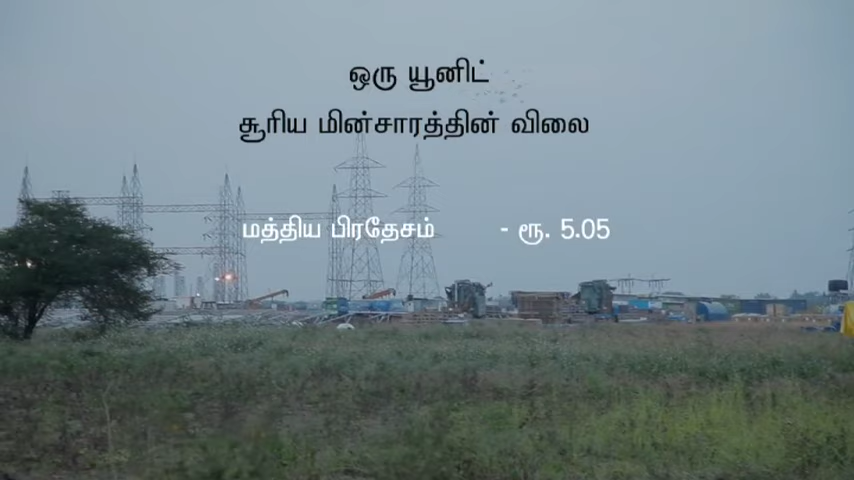 ஒரு யூனிட்
சூரிய மின்சாரத்தின் விலை
மத்திய பிரதேசம் - ரூ. 5.05